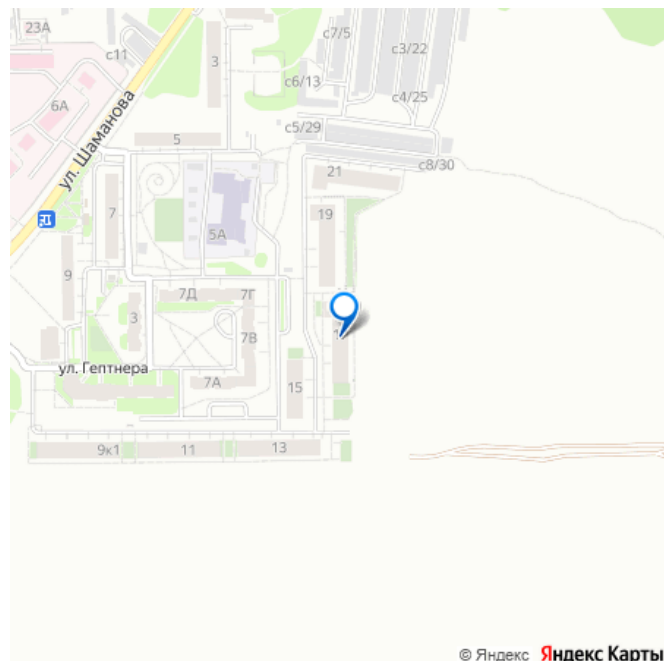 23А
с11
3
с7/5
с3/22
с6/13
6А
с4/25
ул. Шаманова
5
с5/29
с8/30
21
7
5А
19
9
7Д
7Г
3
7В
ул. Гептнера
7А
15
9к1
11
13
© Яндекс Яндекс Карты